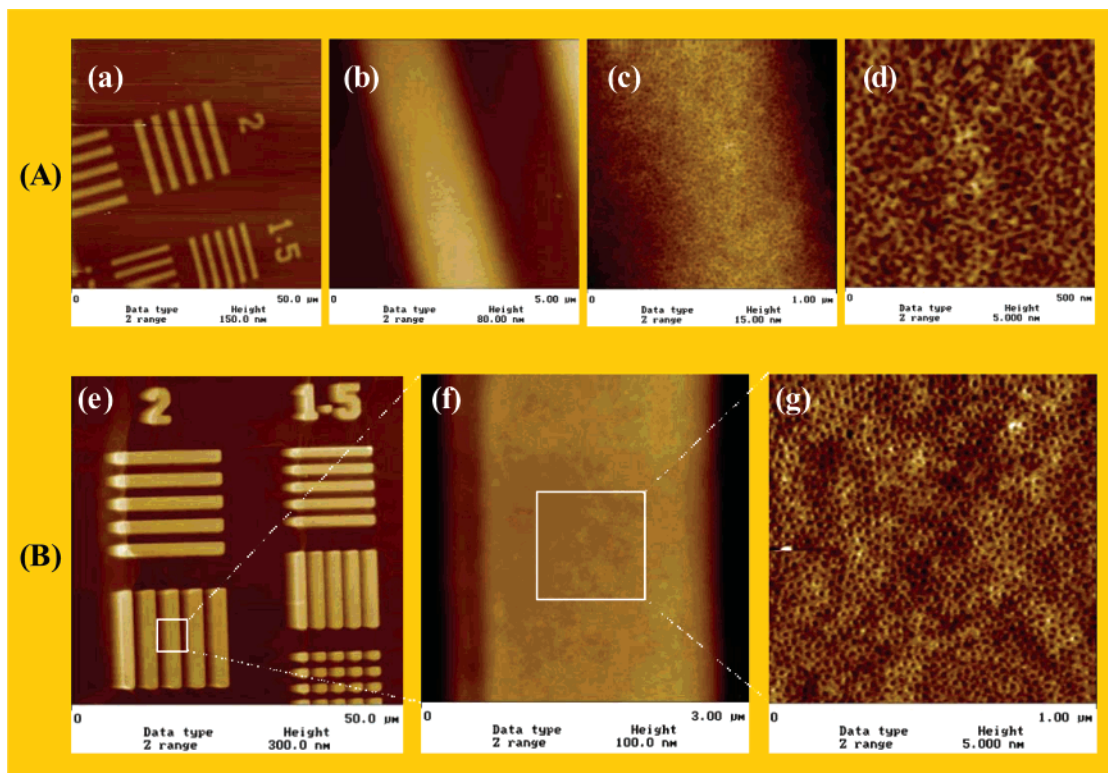 (A)
(a)
2
1.5
0 50.0 µM
Data type Height
Z range 150.0 nM
(b)
0 5.00 µM
Data type Height
Z range 80.00 nM
(c)
0 1.00 µM
Data type Height
Z range 15.00 nM
(d)
0 500 nM
Data type Height
Z range 5.000 nM
(B)
(e)
2
1.5
0 50.0 µM
Data type Height
Z range 300.0 nM
(f)
0 3.00 µM
Data type Height
Z range 100.0 nM
(g)
0 1.00 µM
Data type Height
Z range 5.000 nM